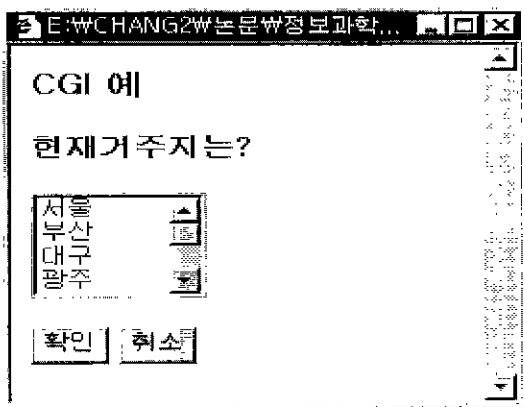 E:₩CHANG2₩논문₩정보과학...
CGI 예
현재거주지는?
서울
부산
대구
광주
확인 취소